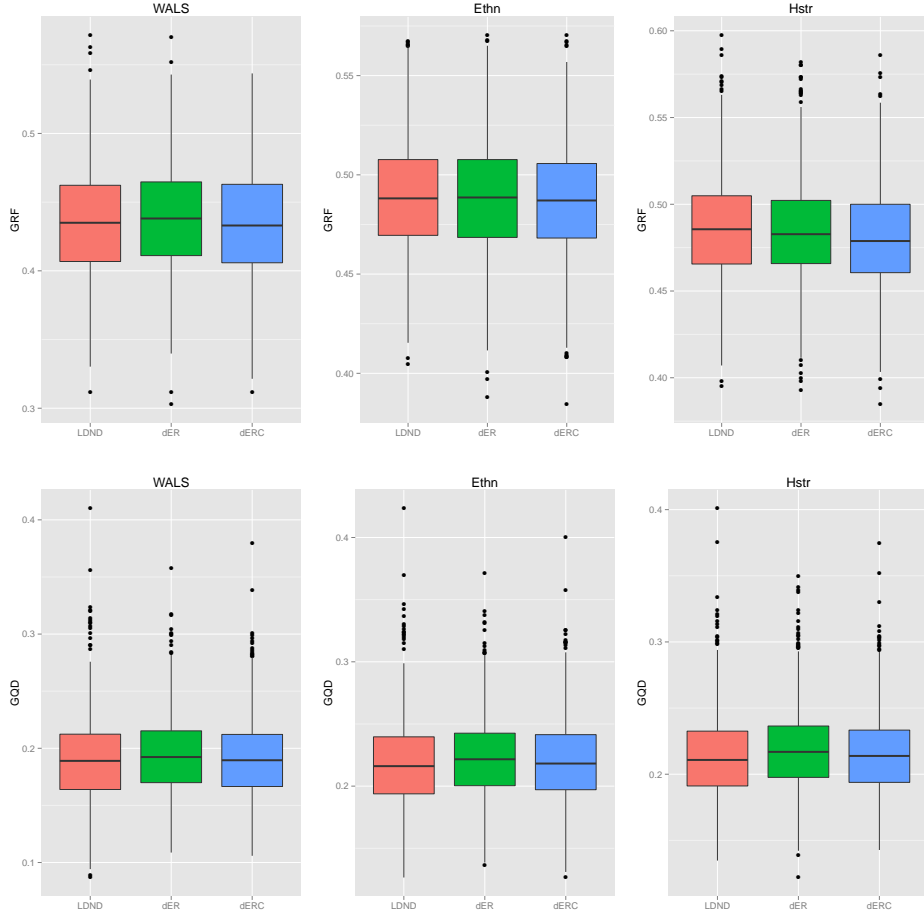 WALS
GRF
0.5
0.4
0.3
LDND dER dERC
Ethn
GRF
0.55
0.50
0.45
0.40
LDND dER dERC
Hstr
GRF
0.60
0.55
0.50
0.45
0.40
LDND dER dERC
WALS
GQD
0.4
0.3
0.2
0.1
LDND dER dERC
Ethn
GQD
0.4
0.3
0.2
LDND dER dERC
Hstr
GQD
0.4
0.3
0.2
LDND dER dERC